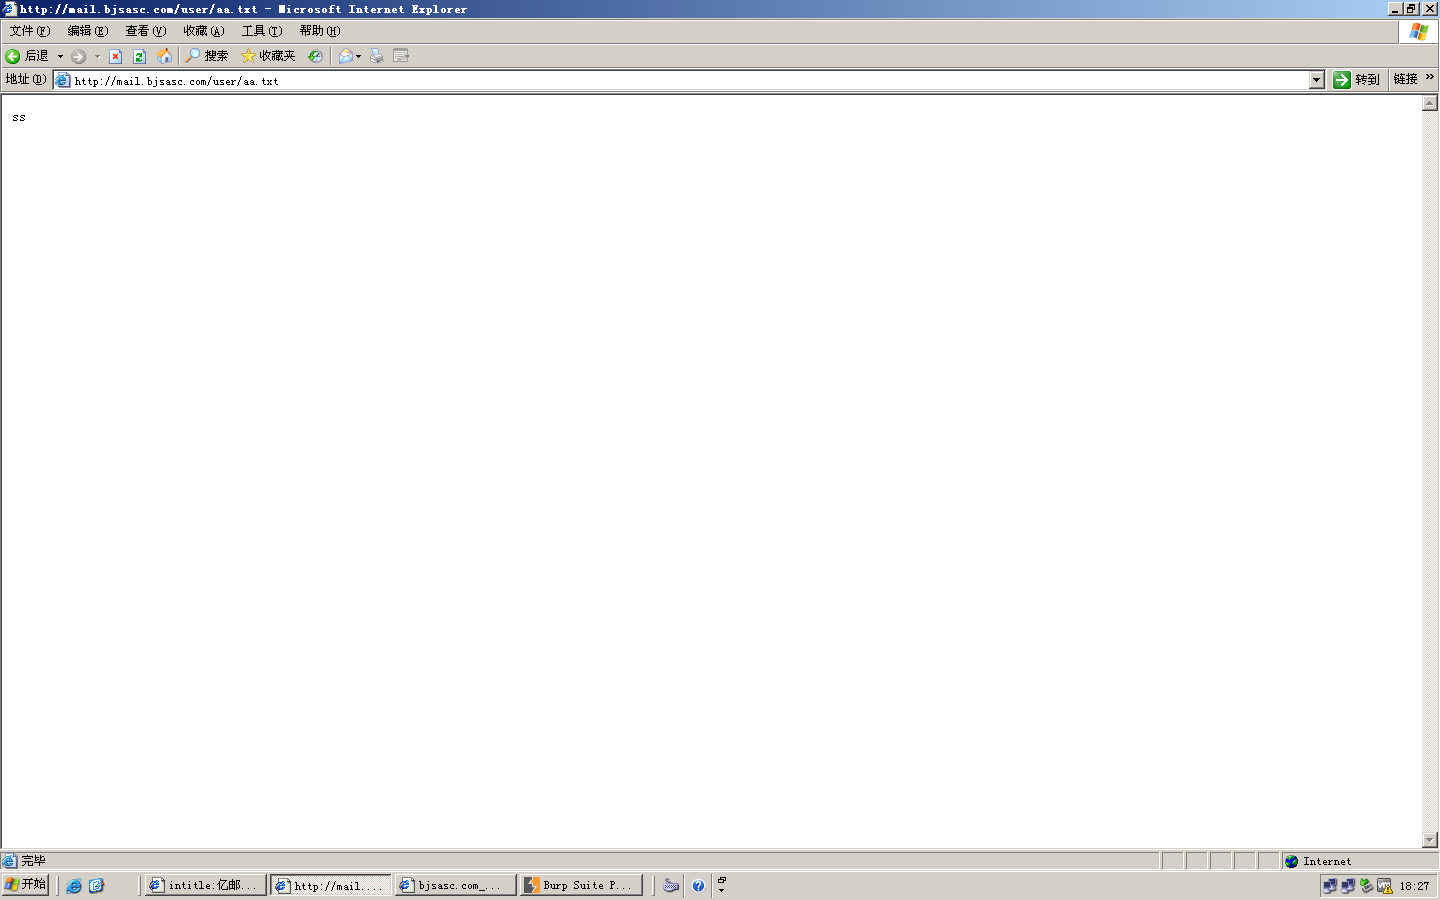 http://mail.bjsasc.com/user/aa.txt - Microsoft Internet Explorer
文件(F) 编辑(E) 查看(V) 收藏(A) 工具(T) 帮助(H)
后退 搜索 收藏夹
地址(D) http://mail.bjsasc.com/user/aa.txt 转到 链接 »
ss
完毕 Internet
开始 intitle:亿邮... http://mail.... bjsasc.com_... Burp Suite P... 18:27